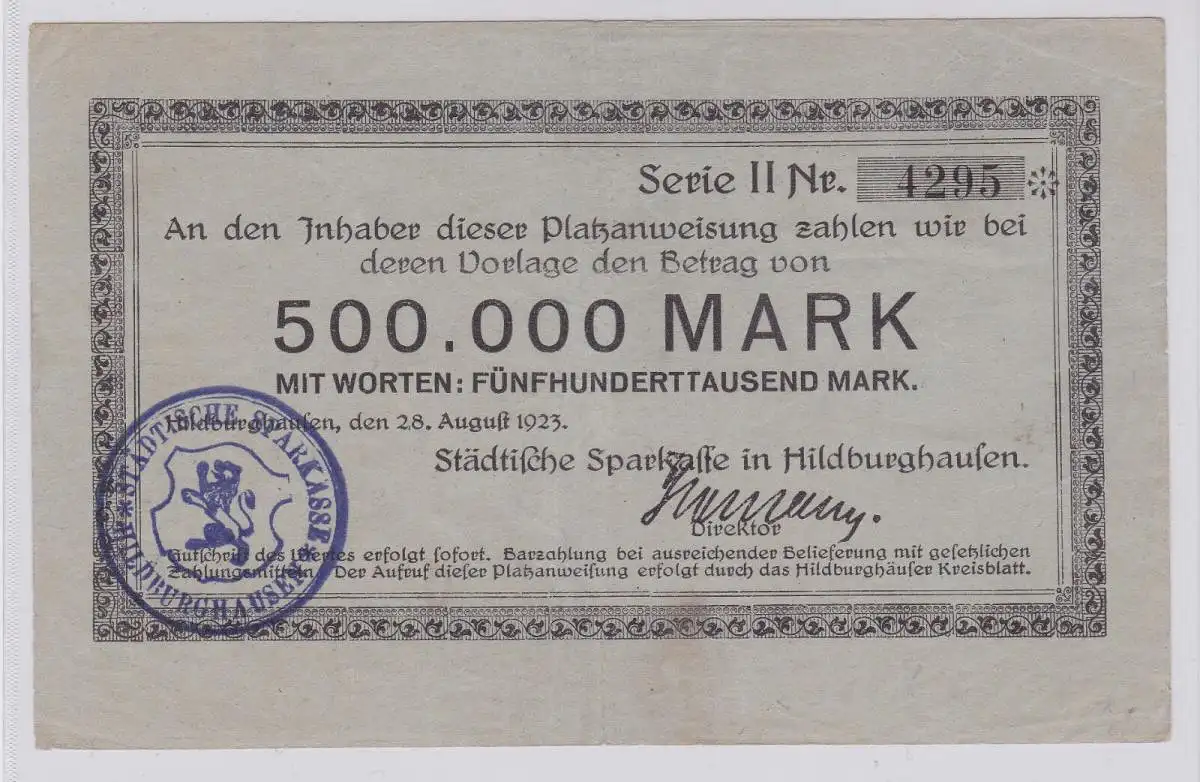 Serie II Nr. 4295
An den Inhaber dieser Platzanweisung zahlen wir bei
deren Vorlage den Betrag von
500.000 MARK
MIT WORTEN: FÜNFHUNDERTTAUSEND MARK.
Hildburghausen, den 28. August 1923.
Städtische Sparkasse in Hildburghausen.
Direktor
Gutschrift des Wertes erfolgt sofort. Barzahlung bei ausreichender Belieferung mit gesetzlichen
Zahlungsmitteln. Der Aufruf dieser Platzanweisung erfolgt durch das Hildburghäuser Kreisblatt.
STÄDTISCHE SPARKASSE
HILDBURGHAUSEN